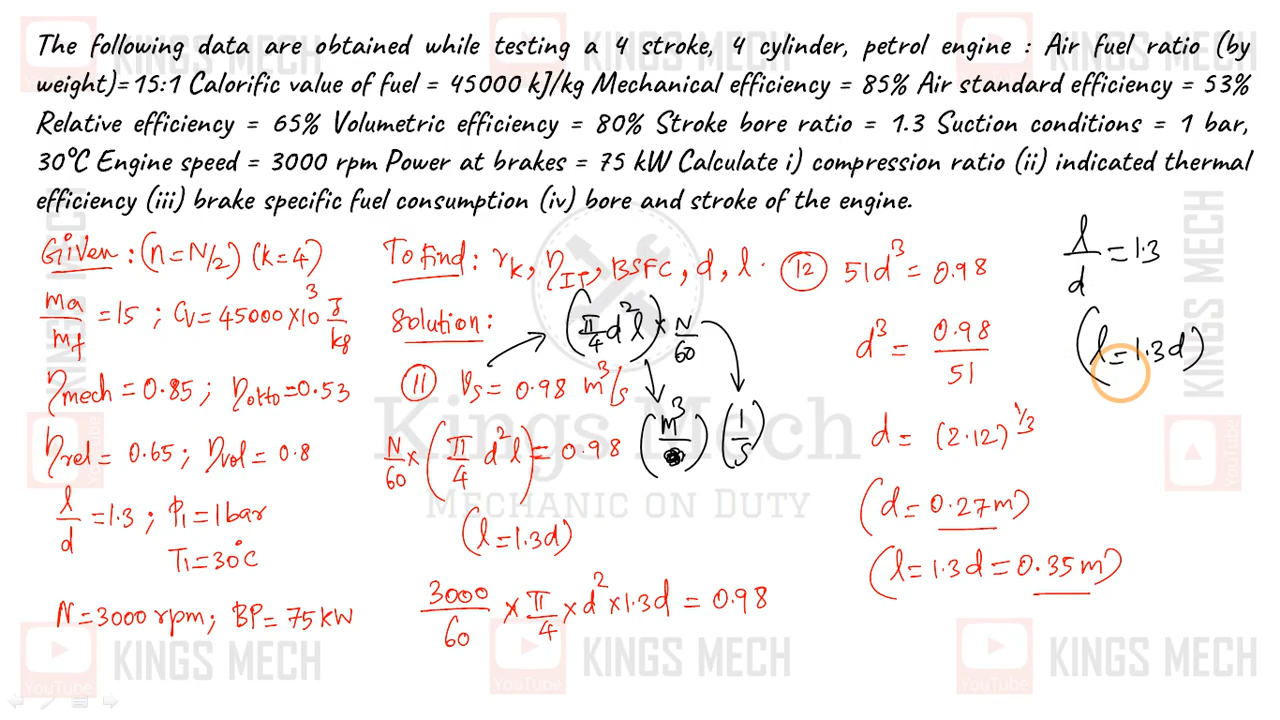 The following data are obtained while testing a 4 stroke, 4 cylinder, petrol engine : Air fuel ratio (by
weight)= 15:1 Calorific value of fuel = 45000 kJ/kg Mechanical efficiency = 85% Air standard efficiency = 53%
Relative efficiency = 65% Volumetric efficiency = 80% Stroke bore ratio = 1.3 Suction conditions = 1 bar,
30°C Engine speed = 3000 rpm Power at brakes = 75 kW Calculate i) compression ratio (ii) indicated thermal
efficiency (iii) brake specific fuel consumption (iv) bore and stroke of the engine.
Given : (n = N/2) (k = 4)
ma/mf = 15 ; CV = 45000 × 10³ J/kg
ηmech = 0.85 ; ηotto = 0.53
ηrel = 0.65 ; ηvol = 0.8
l/d = 1.3 ; P1 = 1 bar
T1 = 30°C
N = 3000 rpm ; BP = 75 kW
To find : rk, ηIP, BSFC, d, l.
Solution :
(π/4 d² l) × N/60
(11) Vs = 0.98 m³/s
(m³) (1/s)
N/60 × (π/4 d² l) = 0.98
(l = 1.3d)
3000/60 × π/4 × d² × 1.3d = 0.98
(12) 51d³ = 0.98
d³ = 0.98/51
d = (2.12)^1/3
(d = 0.27m)
(l = 1.3d = 0.35m)
l/d = 1.3
(l = 1.3d)
Kings Mech
MECHANIC ON DUTY
KINGS MECH
YouTube